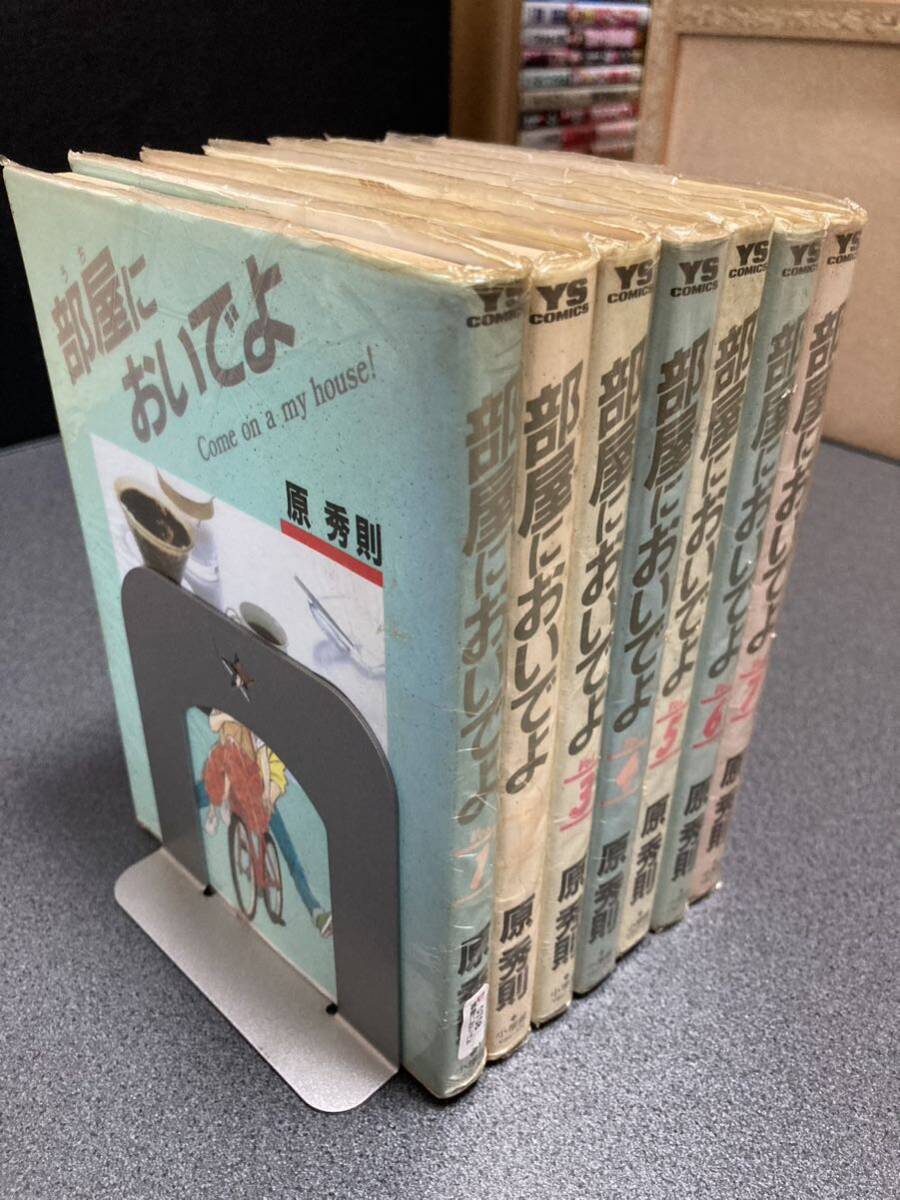 うち
部屋に
おいでよ
Come on a my house!
原 秀則
YS
COMICS
部屋においでよ
1
原 秀
YS
COMICS
部屋においでよ
原 秀則
YS
COMICS
部屋においでよ
3
原 秀則
YS
COMICS
部屋においでよ
4
原 秀則
YS
COMICS
部屋においでよ
5
原 秀則
YS
COMICS
部屋においでよ
6
原 秀則
YS
COMICS
部屋においでよ
7
原 秀則